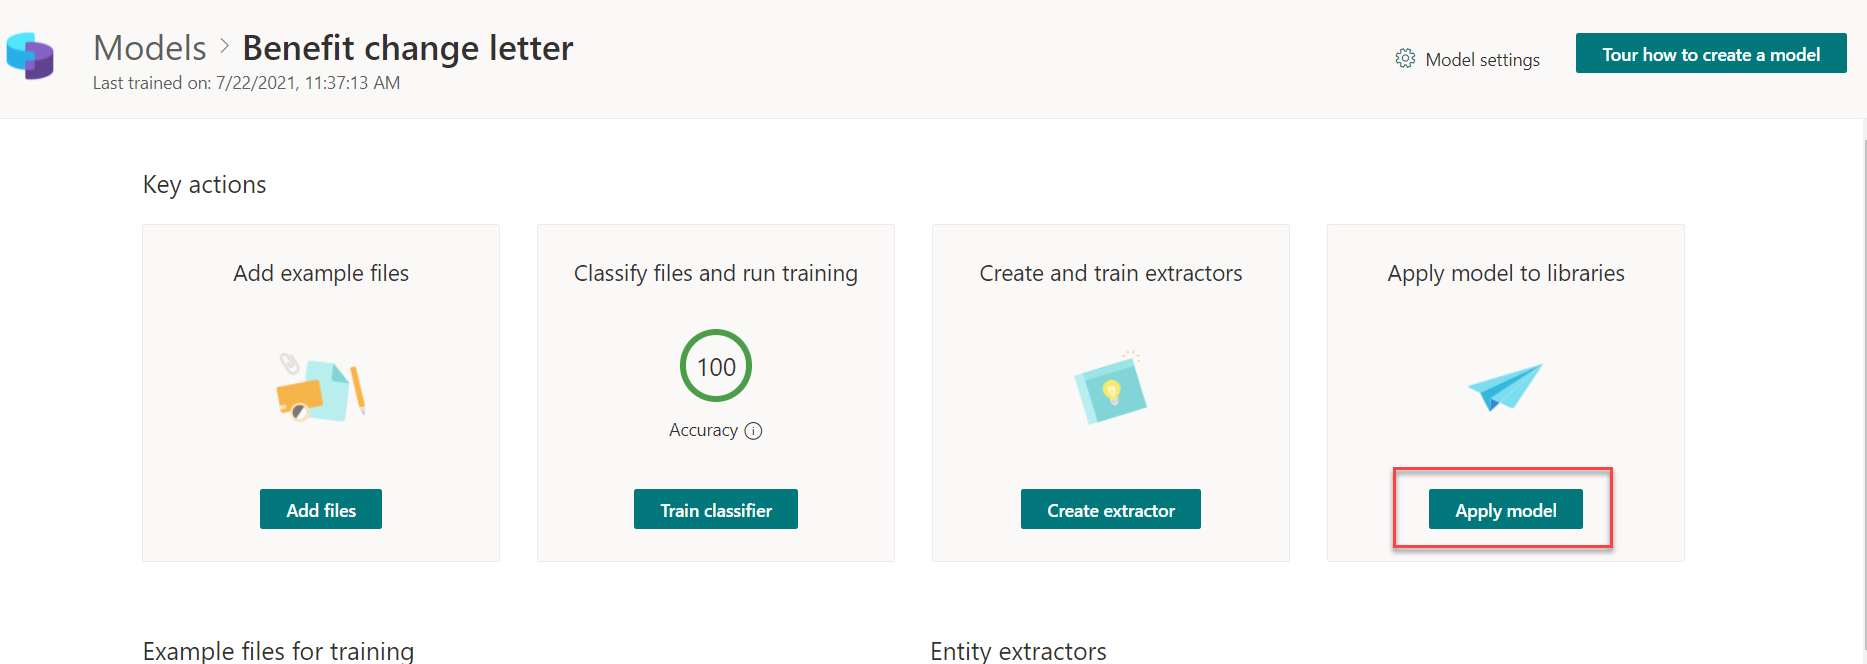 Models > Benefit change letter
Last trained on: 7/22/2021, 11:37:13 AM
Model settings
Tour how to create a model
Key actions
Add example files
Add files
Classify files and run training
100
Accuracy
Train classifier
Create and train extractors
Create extractor
Apply model to libraries
Apply model
Example files for training
Entity extractors